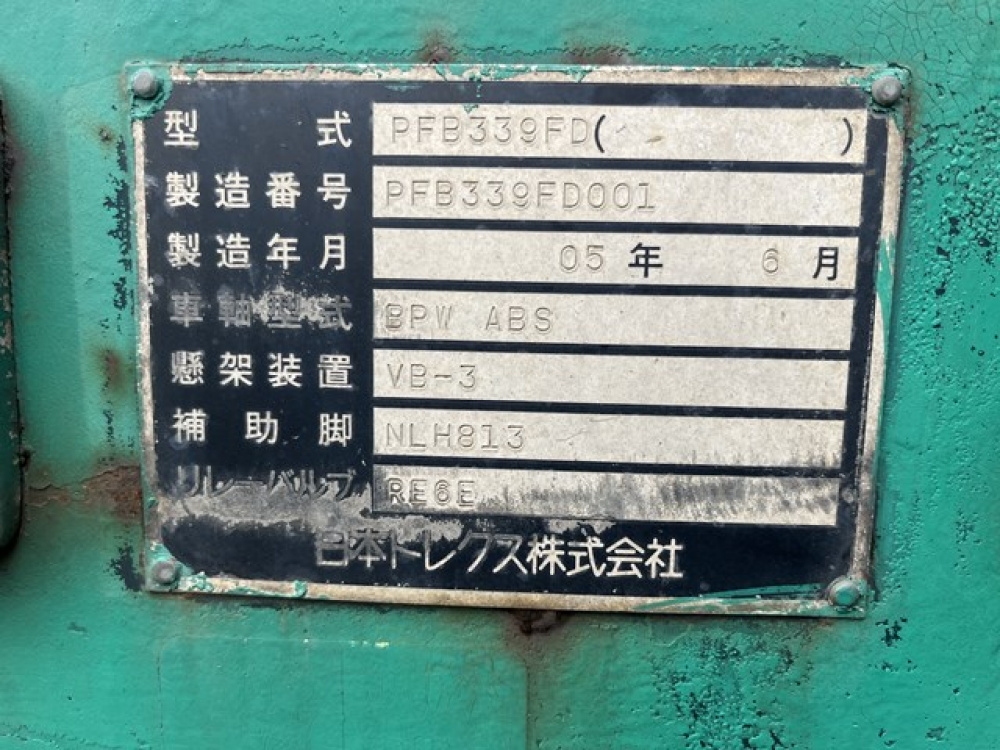 型式 PFB339FD( )
製造番号 PFB339FD001
製造年月 05年 6月
車軸型式 BPW ABS
懸架装置 VB-3
補助脚 NLH813
リレーバルブ RE6E
日本トレクス株式会社